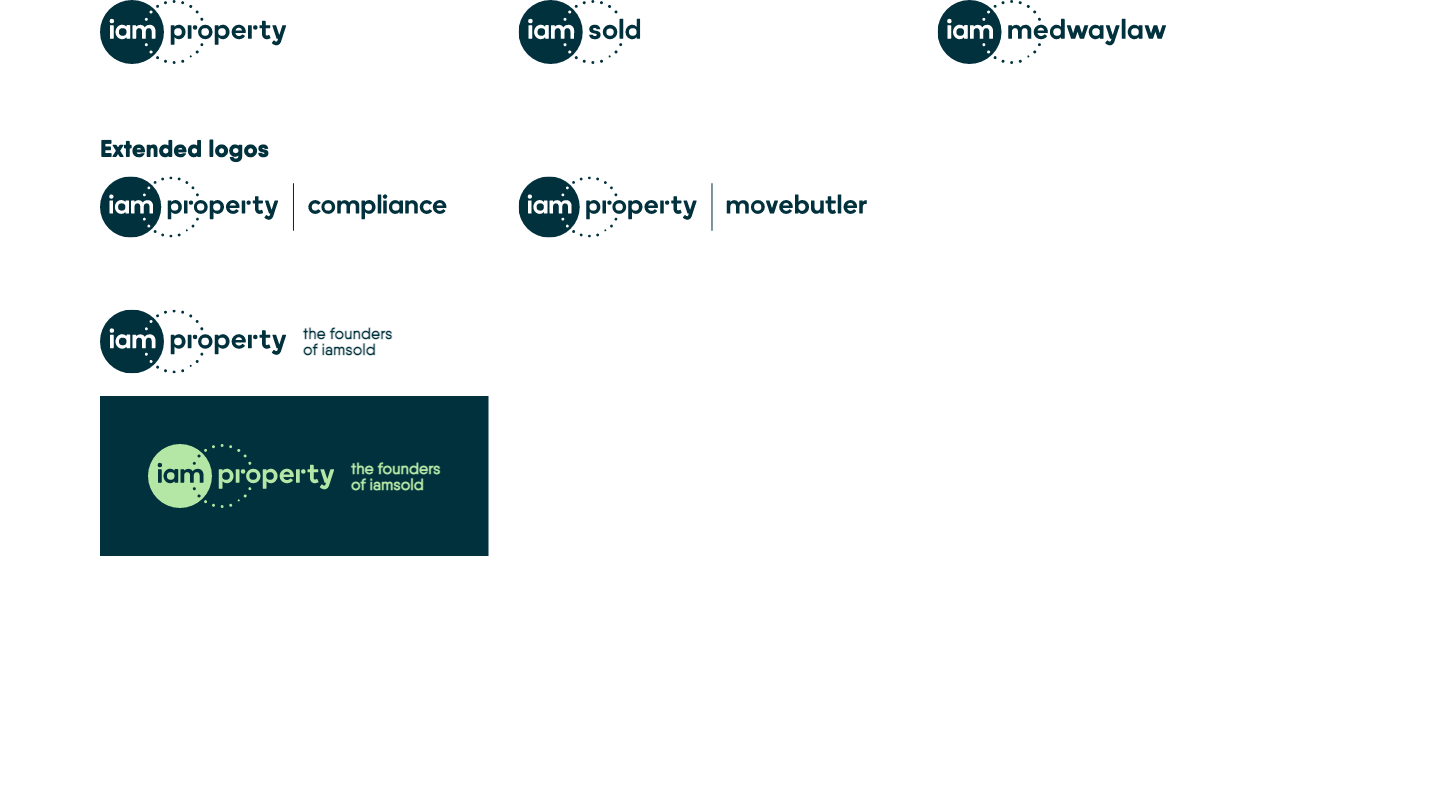 iam property
iam sold
iam medwaylaw
Extended logos
iam property | compliance
iam property | movebutler
iam property the founders
of iamsold
iam property the founders
of iamsold